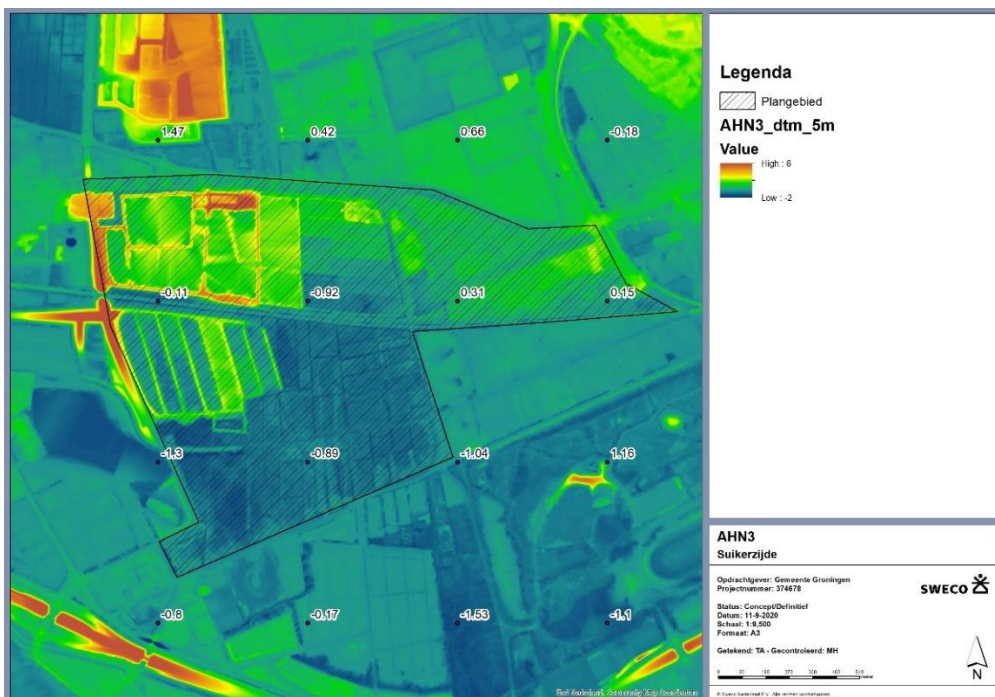 1.47
0.42
0.66
-0.18
-0.11
-0.92
0.31
0.15
-1.3
-0.89
-1.04
1.16
-0.8
-0.17
-1.53
-1.1
Legenda
Plangebied
AHN3_dtm_5m
Value
High : 6
Low : -2
AHN3
Suikerzijde
Opdrachtgever: Gemeente Groningen
Projectnummer: 374678
SWECO
Status: Concept/Definitief
Datum: 11-9-2020
Schaal: 1:9,500
Formaat: A3
Getekend: TA - Gecontroleerd: MH
N